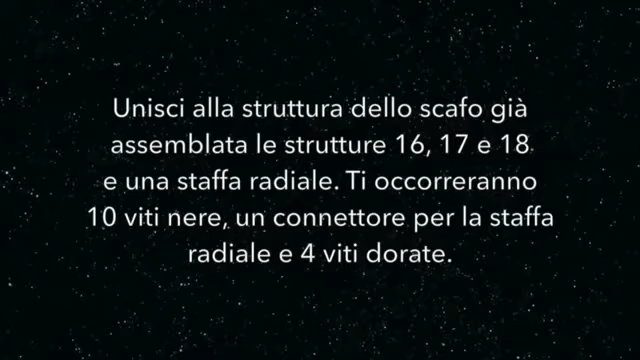 Unisci alla struttura dello scafo già
assemblata le strutture 16, 17 e 18
e una staffa radiale. Ti occorreranno
10 viti nere, un connettore per la staffa
radiale e 4 viti dorate.